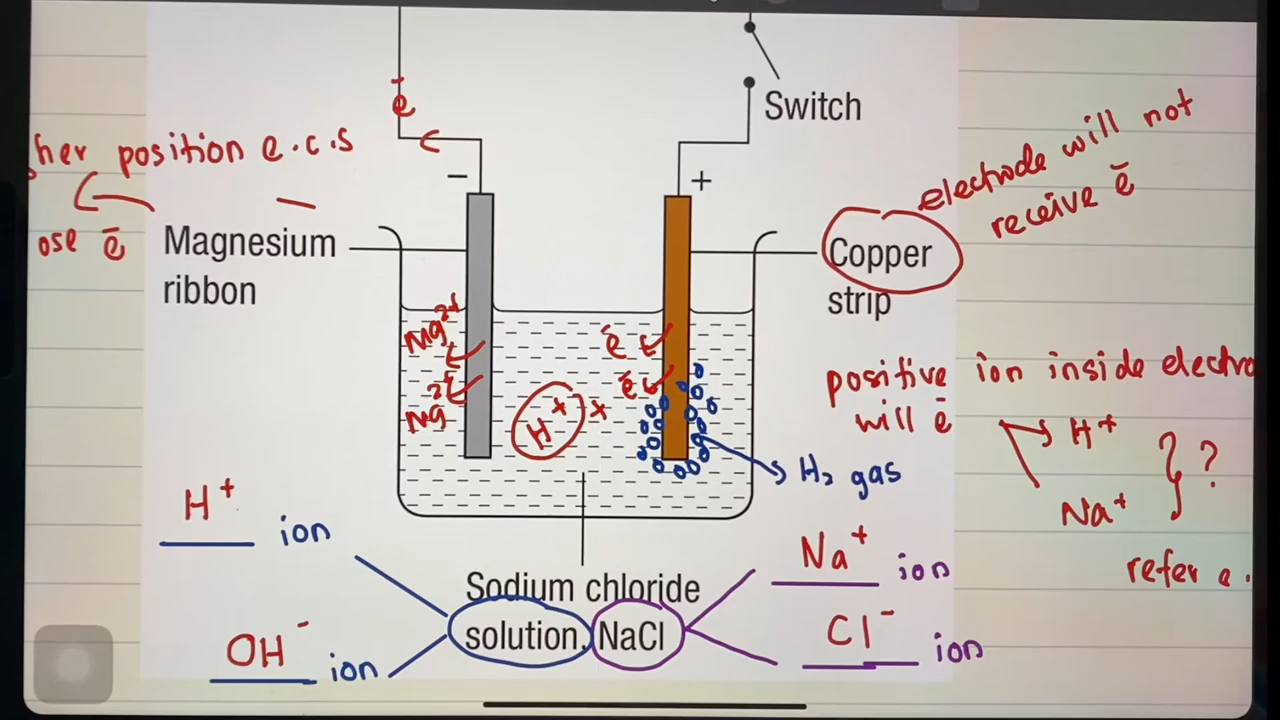 ē
Switch
her position e.c.s
ose ē
−
+
Magnesium
ribbon
Copper
strip
electrode will not
receive ē
Mg²⁺
Mg²
ē
ē
H⁺
positive ion inside electro
will ē
H⁺
Na⁺
?
refer e.
H₂ gas
H⁺ ion
OH⁻ ion
Sodium chloride
solution, NaCl
Na⁺ ion
Cl⁻ ion